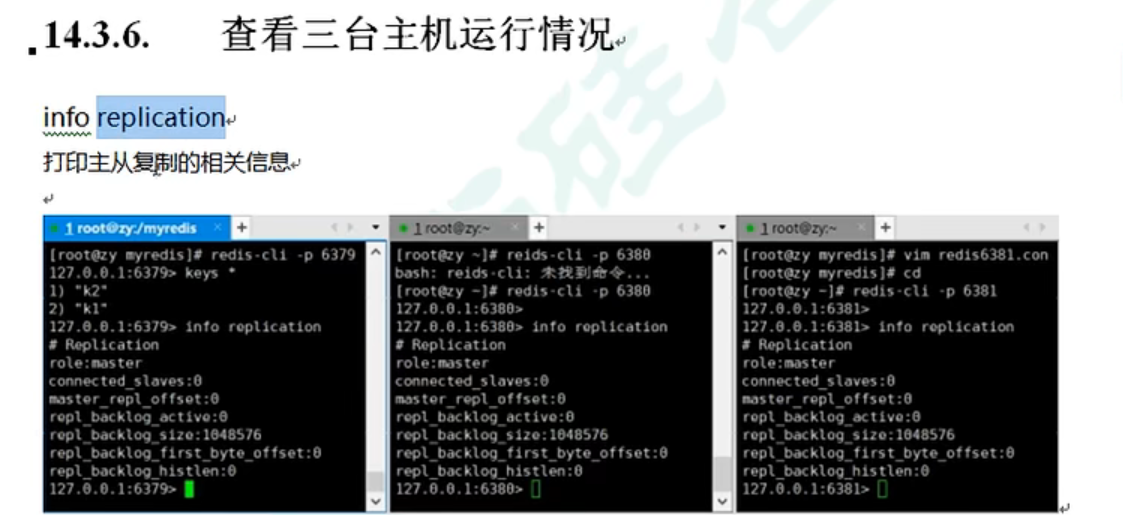 14.3.6. 查看三台主机运行情况
info replication
打印主从复制的相关信息
1 root@zy:/myredis × +
[root@zy myredis]# redis-cli -p 6379
127.0.0.1:6379> keys *
1) "k2"
2) "k1"
127.0.0.1:6379> info replication
# Replication
role:master
connected_slaves:0
master_repl_offset:0
repl_backlog_active:0
repl_backlog_size:1048576
repl_backlog_first_byte_offset:0
repl_backlog_histlen:0
127.0.0.1:6379>
1 root@zy:~ × +
[root@zy ~]# reids-cli -p 6380
bash: reids-cli: 未找到命令...
[root@zy ~]# redis-cli -p 6380
127.0.0.1:6380>
127.0.0.1:6380> info replication
# Replication
role:master
connected_slaves:0
master_repl_offset:0
repl_backlog_active:0
repl_backlog_size:1048576
repl_backlog_first_byte_offset:0
repl_backlog_histlen:0
127.0.0.1:6380>
1 root@zy:~ × +
[root@zy myredis]# vim redis6381.con
[root@zy myredis]# cd
[root@zy ~]# redis-cli -p 6381
127.0.0.1:6381>
127.0.0.1:6381> info replication
# Replication
role:master
connected_slaves:0
master_repl_offset:0
repl_backlog_active:0
repl_backlog_size:1048576
repl_backlog_first_byte_offset:0
repl_backlog_histlen:0
127.0.0.1:6381>